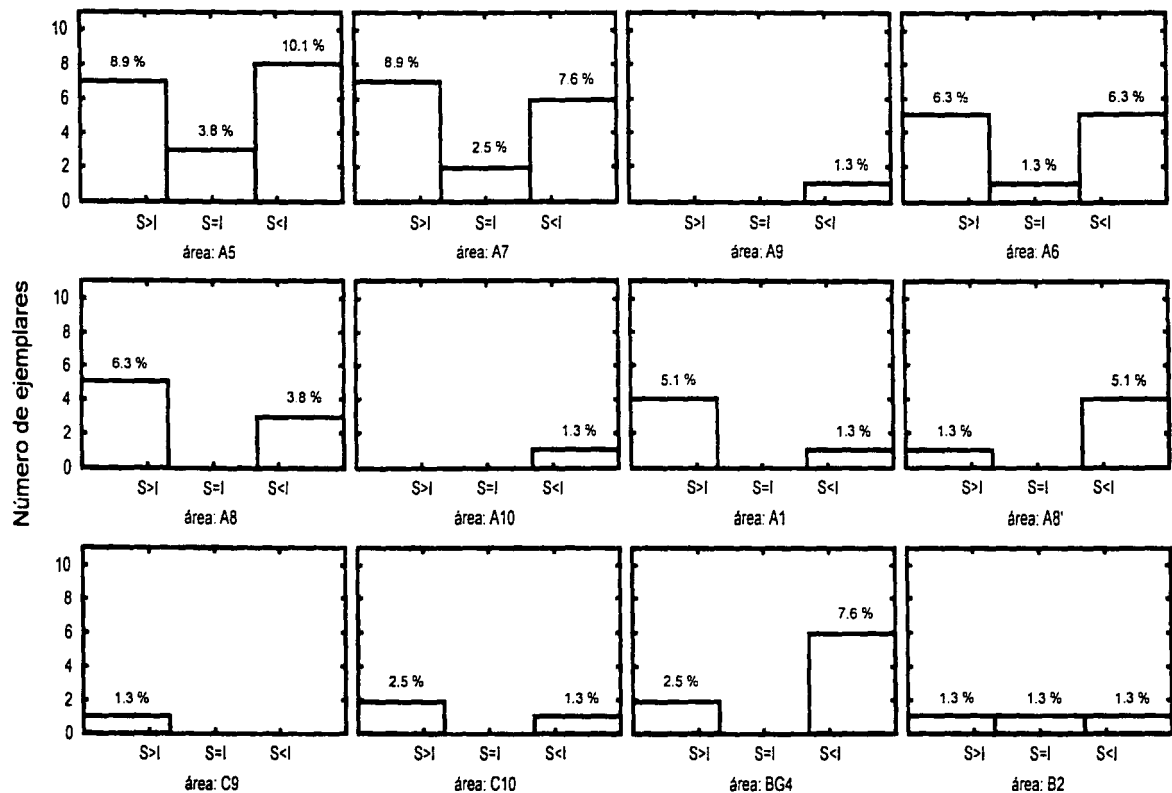 Número de ejemplares
10
8
6
4
2
0
8.9 %
3.8 %
10.1 %
S>I S=I S<I
área: A5
8.9 %
2.5 %
7.6 %
S>I S=I S<I
área: A7
1.3 %
S>I S=I S<I
área: A9
6.3 %
1.3 %
6.3 %
S>I S=I S<I
área: A6
10
8
6
4
2
0
6.3 %
3.8 %
S>I S=I S<I
área: A8
1.3 %
S>I S=I S<I
área: A10
5.1 %
1.3 %
S>I S=I S<I
área: A1
1.3 %
5.1 %
S>I S=I S<I
área: A8'
10
8
6
4
2
0
1.3 %
S>I S=I S<I
área: C9
2.5 %
1.3 %
S>I S=I S<I
área: C10
2.5 %
7.6 %
S>I S=I S<I
área: BG4
1.3 %
1.3 %
1.3 %
S>I S=I S<I
área: B2